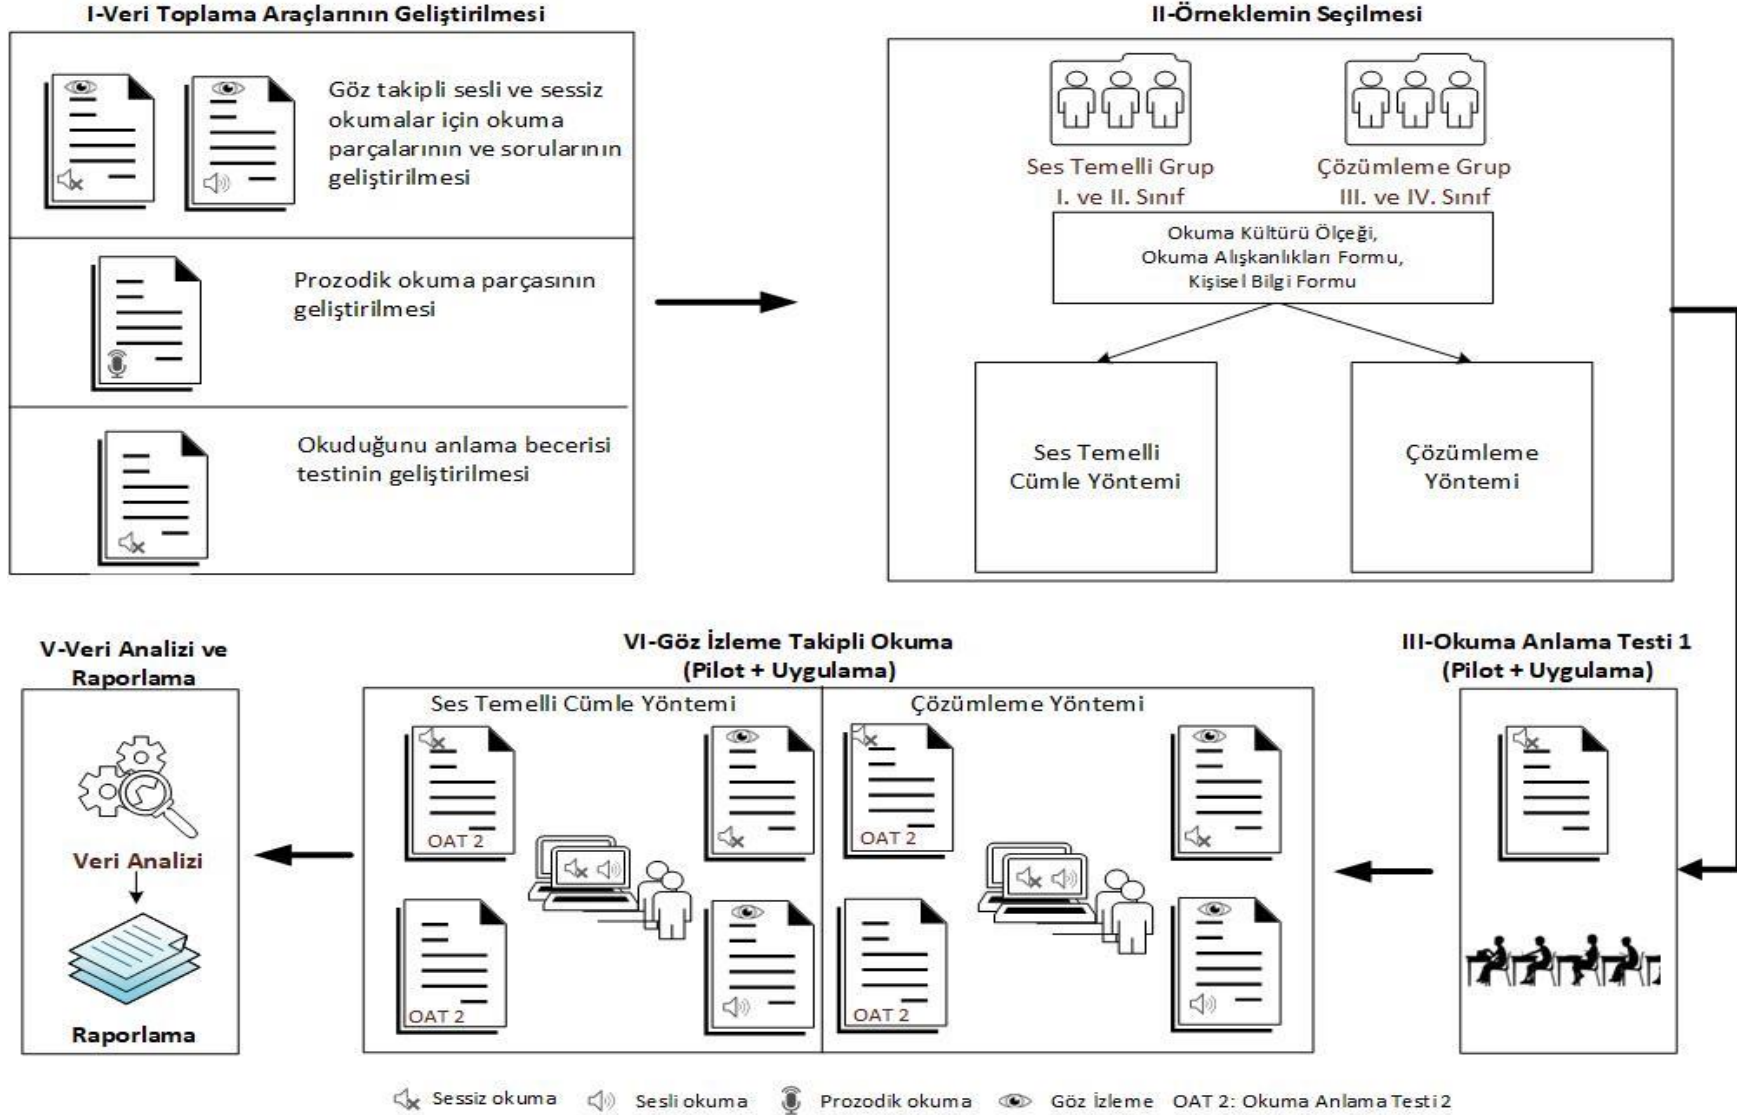 I-Veri Toplama Araçlarının Geliştirilmesi
Göz takipli sesli ve sessiz
okumalar için okuma
parçalarının ve sorularının
geliştirilmesi
Prozodik okuma parçasının
geliştirilmesi
Okuduğunu anlama becerisi
testinin geliştirilmesi
II-Örneklemin Seçilmesi
Ses Temelli Grup
I. ve II. Sınıf
Çözümleme Grup
III. ve IV. Sınıf
Okuma Kültürü Ölçeği,
Okuma Alışkanlıkları Formu,
Kişisel Bilgi Formu
Ses Temelli
Cümle Yöntemi
Çözümleme
Yöntemi
III-Okuma Anlama Testi 1
(Pilot + Uygulama)
VI-Göz İzleme Takipli Okuma
(Pilot + Uygulama)
Ses Temelli Cümle Yöntemi
OAT 2
OAT 2
Çözümleme Yöntemi
OAT 2
OAT 2
V-Veri Analizi ve
Raporlama
Veri Analizi
Raporlama
Sessiz okuma
Sesli okuma
Prozodik okuma
Göz İzleme
OAT 2: Okuma Anlama Testi 2